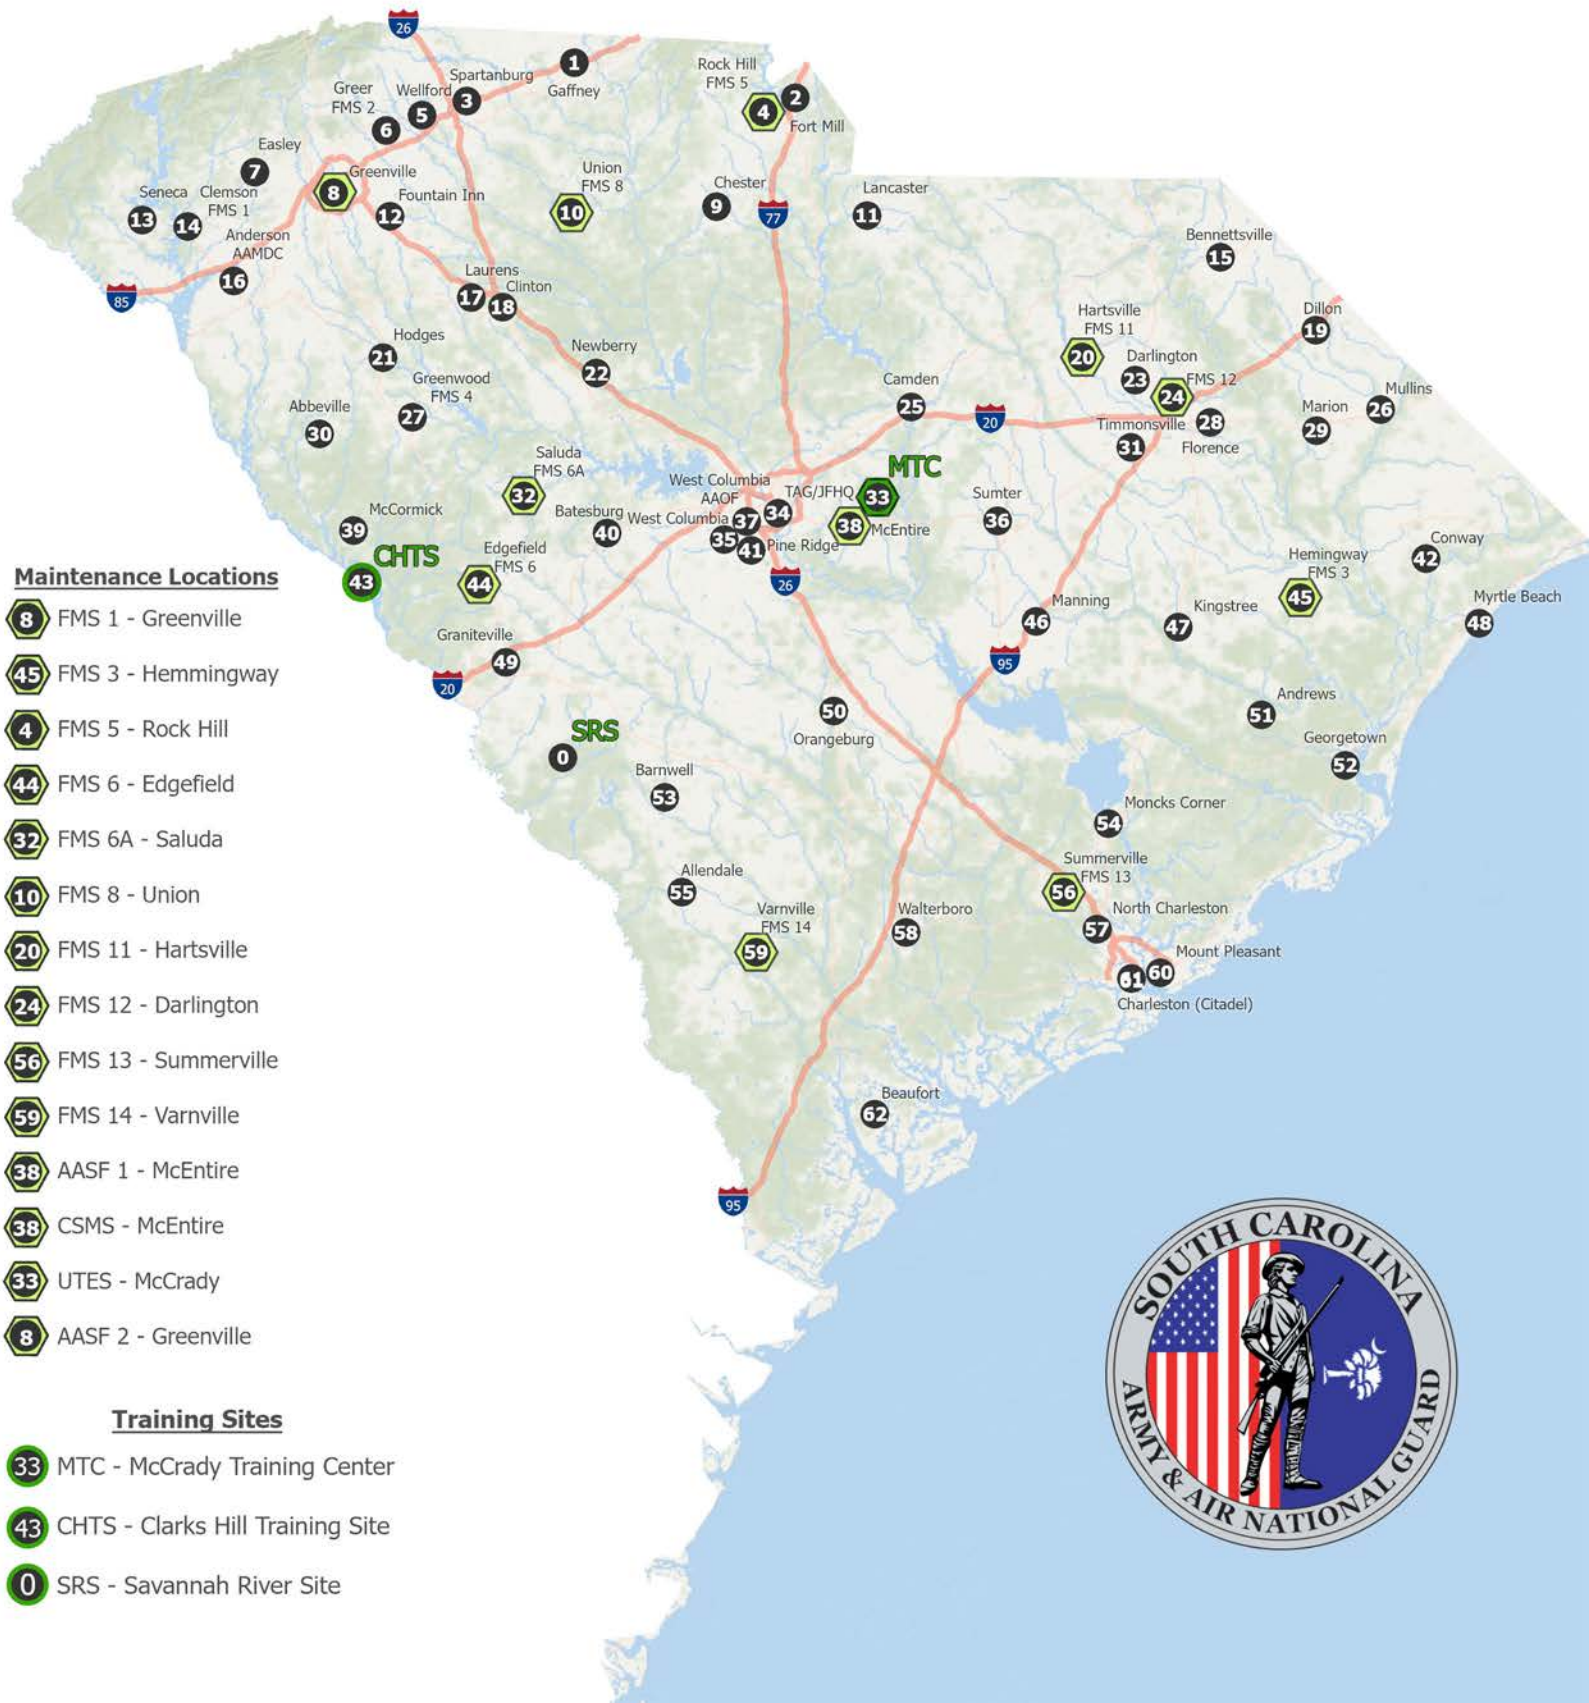 26
1
Gaffney
Spartanburg
3
Wellford
5
Greer
FMS 2
6
Rock Hill
FMS 5
4
2
Fort Mill
Easley
7
Greenville
8
Fountain Inn
12
Union
FMS 8
10
Chester
9
77
Lancaster
11
Seneca
13
Clemson
FMS 1
14
Anderson
AAMDC
16
85
Bennettsville
15
Laurens
17
Clinton
18
Dillon
19
Hartsville
FMS 11
20
Darlington
23
FMS 12
24
Hodges
21
Newberry
22
Greenwood
FMS 4
27
Camden
25
20
Mullins
26
Marion
29
28
Florence
Timmonsville
31
Abbeville
30
Saluda
FMS 6A
32
MTC
33
West Columbia
AAOF
37
TAG/JFHQ
34
38
McEntire
Sumter
36
McCormick
39
Batesburg
40
West Columbia
35
41
Pine Ridge
CHTS
43
Edgefield
FMS 6
44
26
Conway
42
Hemingway
FMS 3
45
Myrtle Beach
48
Manning
46
Kingstree
47
Graniteville
49
20
95
50
Orangeburg
Andrews
51
SRS
0
Georgetown
52
Barnwell
53
Moncks Corner
54
Summerville
FMS 13
56
Allendale
55
Varnville
FMS 14
59
Walterboro
58
North Charleston
57
Mount Pleasant
60
61
Charleston (Citadel)
Beaufort
62
95
Maintenance Locations
8 FMS 1 - Greenville
45 FMS 3 - Hemmingway
4 FMS 5 - Rock Hill
44 FMS 6 - Edgefield
32 FMS 6A - Saluda
10 FMS 8 - Union
20 FMS 11 - Hartsville
24 FMS 12 - Darlington
56 FMS 13 - Summerville
59 FMS 14 - Varnville
38 AASF 1 - McEntire
38 CSMS - McEntire
33 UTES - McCrady
8 AASF 2 - Greenville
Training Sites
33 MTC - McCrady Training Center
43 CHTS - Clarks Hill Training Site
0 SRS - Savannah River Site
SOUTH CAROLINA
ARMY & AIR NATIONAL GUARD